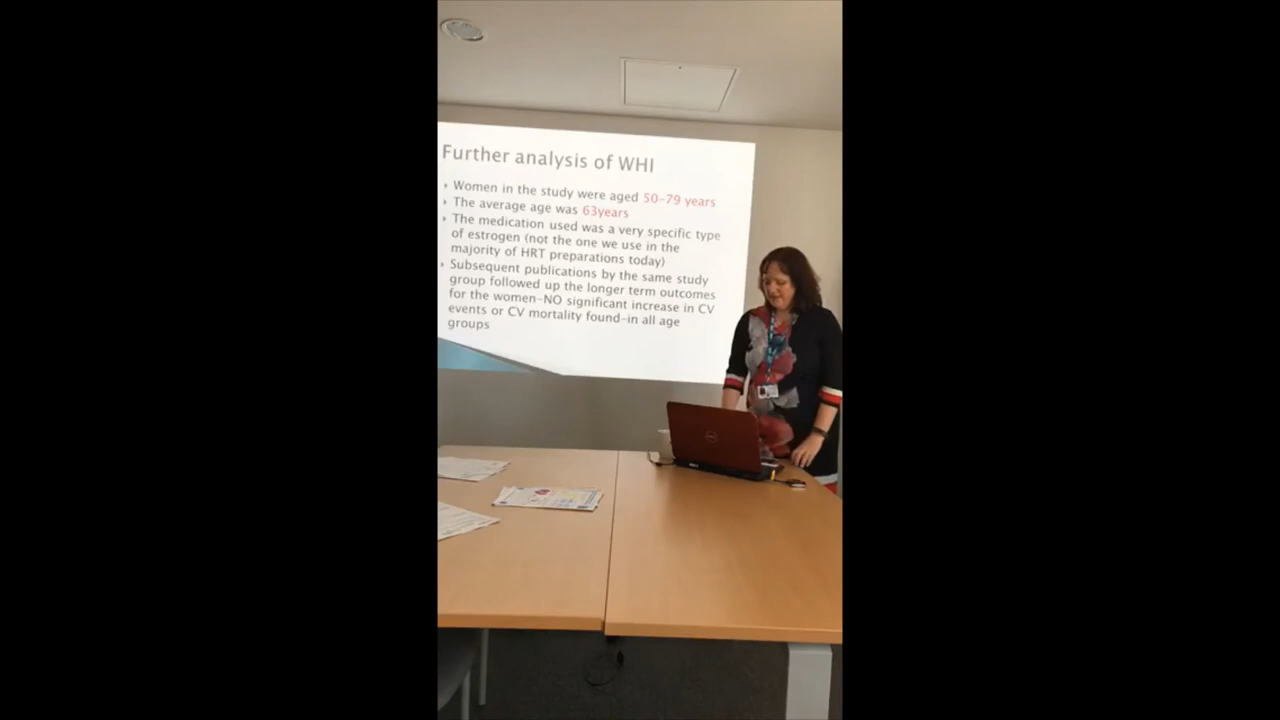 Further analysis of WHI
Women in the study were aged 50-79 years
The average age was 63years
The medication used was a very specific type
of estrogen (not the one we use in the
majority of HRT preparations today)
Subsequent publications by the same study
group followed up the longer term outcomes
for the women-NO significant increase in CV
events or CV mortality found-in all age
groups